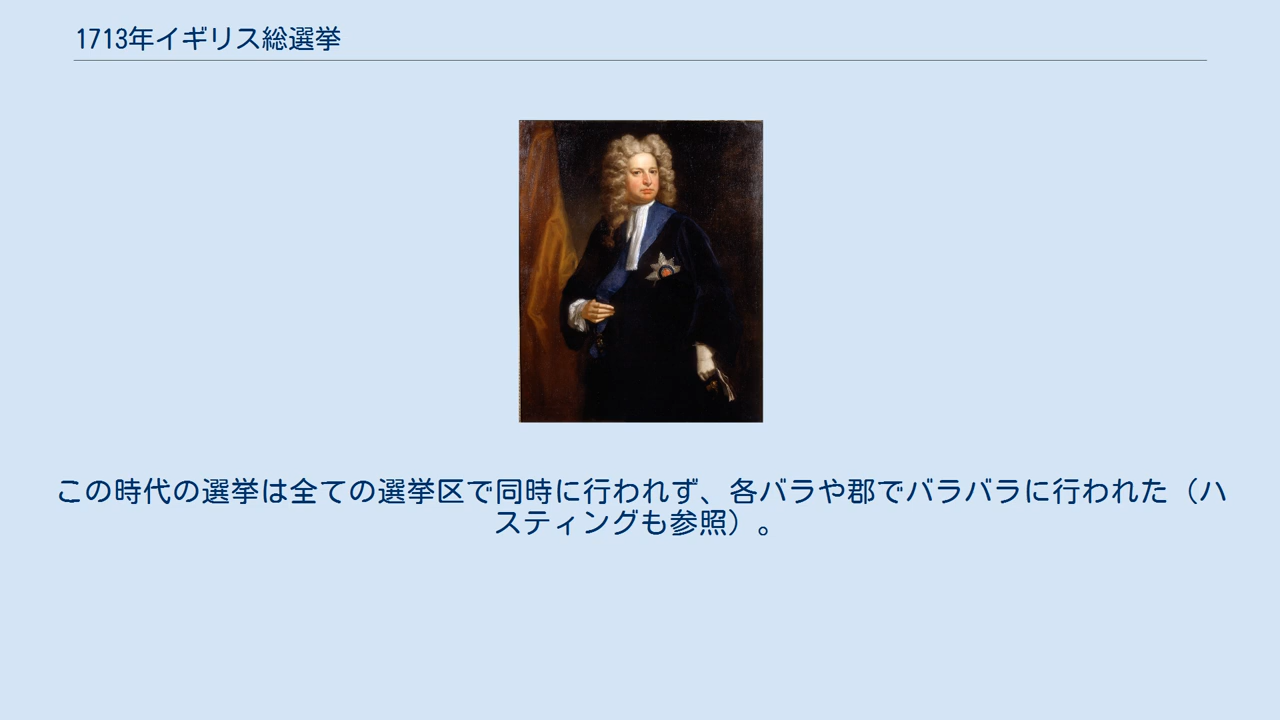 1713年イギリス総選挙
この時代の選挙は全ての選挙区で同時に行われず、各バラや郡でバラバラに行われた（ハ
スティングも参照）。